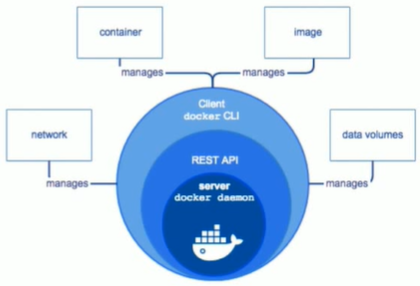 container
image
manages
manages
Client
docker CLI
network
data volumes
REST API
server
docker daemon
manages
manages